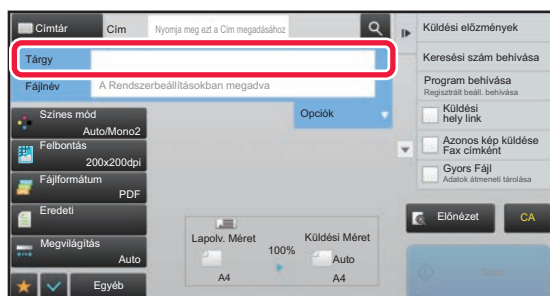 Címtár
Cím
Nyomja meg ezt a Cím megadásához
Tárgy
Fájlnév
A Rendszerbeállításokban megadva
Színes mód
Auto/Mono2
Opciók
Felbontás
200x200dpi
Fájlformátum
PDF
Eredeti
Megvilágítás
Auto
Egyéb
Lapolv. Méret
A4
100%
Küldési Méret
Auto
A4
Küldési előzmények
Keresési szám behívása
Program behívása
Regisztrált beáll. behívása
Küldési
hely link
Azonos kép küldése
Fax címként
Gyors Fájl
Adatok átmeneti tárolása
Előnézet
CA
Start